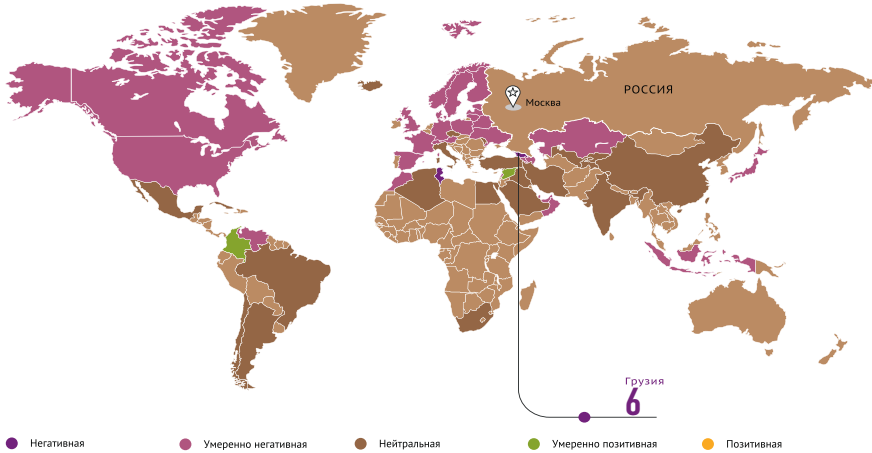 РОССИЯ
Москва
Грузия
6
Негативная
Умеренно негативная
Нейтральная
Умеренно позитивная
Позитивная